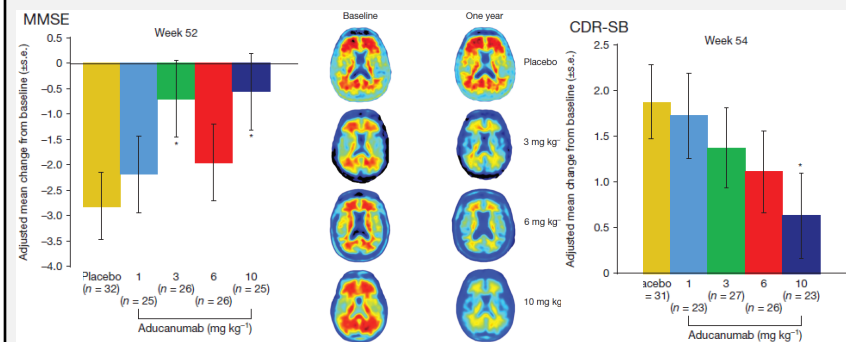 MMSE
Week 52
Adjusted mean change from baseline (±s.e.)
0.5
0
−0.5
−1.0
−1.5
−2.0
−2.5
−3.0
−3.5
−4.0
*
*
Placebo
(n = 32)
1
(n = 25)
3
(n = 26)
6
(n = 26)
10
(n = 25)
Aducanumab (mg kg⁻¹)
Baseline
One year
Placebo
3 mg kg⁻
6 mg kg⁻
10 mg kg
CDR-SB
Week 54
Adjusted mean change from baseline (±s.e.)
2.5
2.0
1.5
1.0
0.5
0
*
acebo
= 31)
1
(n = 23)
3
(n = 27)
6
(n = 26)
10
(n = 23)
Aducanumab (mg kg⁻¹)